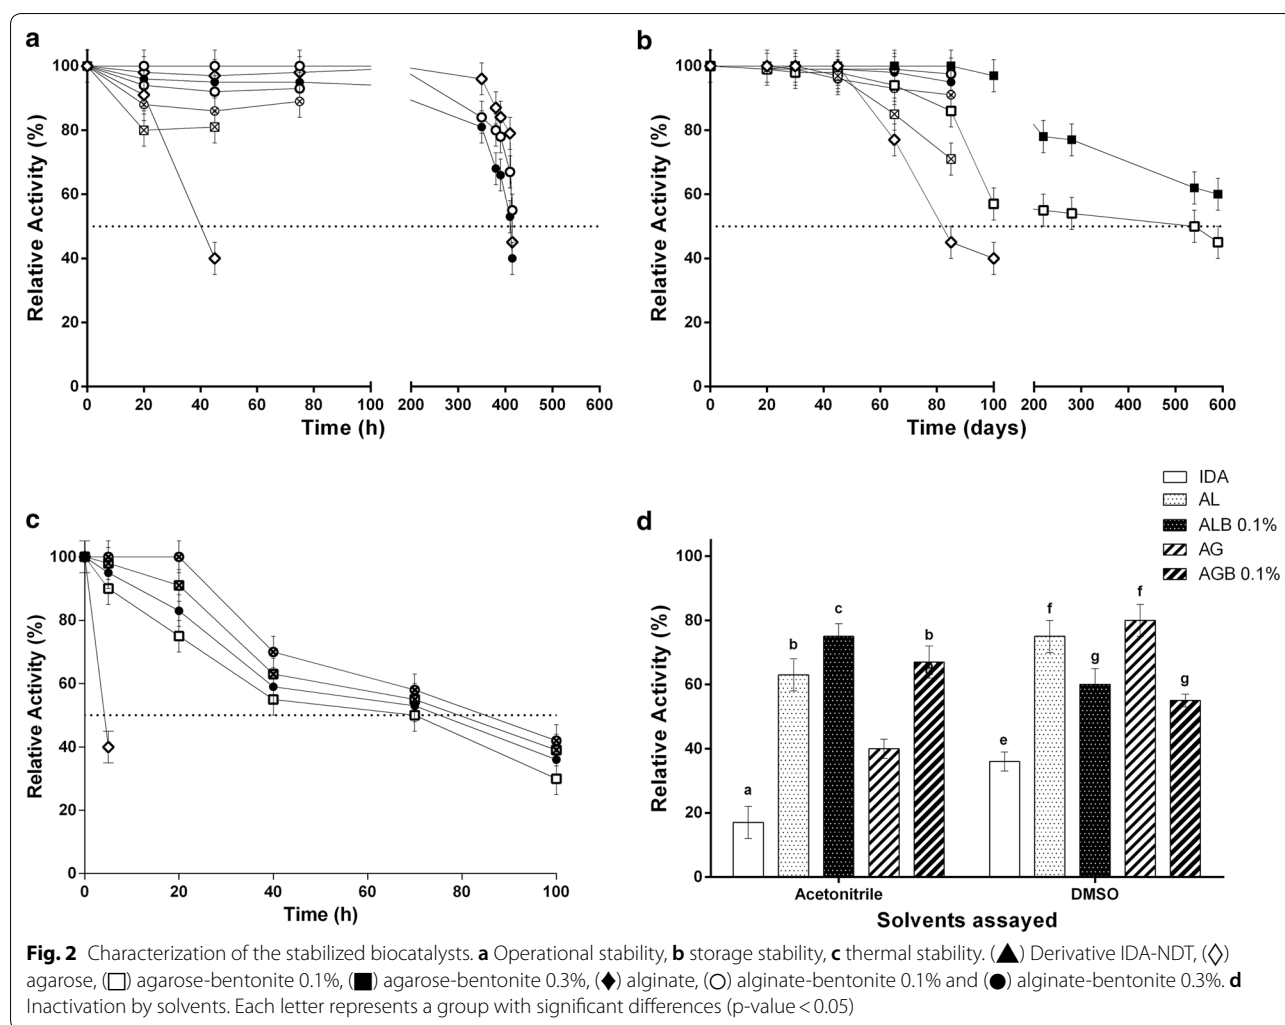 a
Relative Activity (%)
100
80
60
40
20
0
0 20 40 60 80 100 200 300 400 500 600
Time (h)
b
Relative Activity (%)
100
80
60
40
20
0
0 20 40 60 80 100 200 280 400 500 600
Time (days)
c
Relative Activity (%)
100
80
60
40
20
0
0 20 40 60 80 100
Time (h)
d
IDA
AL
ALB 0.1%
AG
AGB 0.1%
Relative Activity (%)
100
80
60
40
20
0
a b c b e f g f g
Acetonitrile DMSO
Solvents assayed
Fig. 2 Characterization of the stabilized biocatalysts. a Operational stability, b storage stability, c thermal stability. (▲) Derivative IDA-NDT, (◇)
agarose, (□) agarose-bentonite 0.1%, (■) agarose-bentonite 0.3%, (♦) alginate, (○) alginate-bentonite 0.1% and (●) alginate-bentonite 0.3%. d
Inactivation by solvents. Each letter represents a group with significant differences (p-value < 0.05)